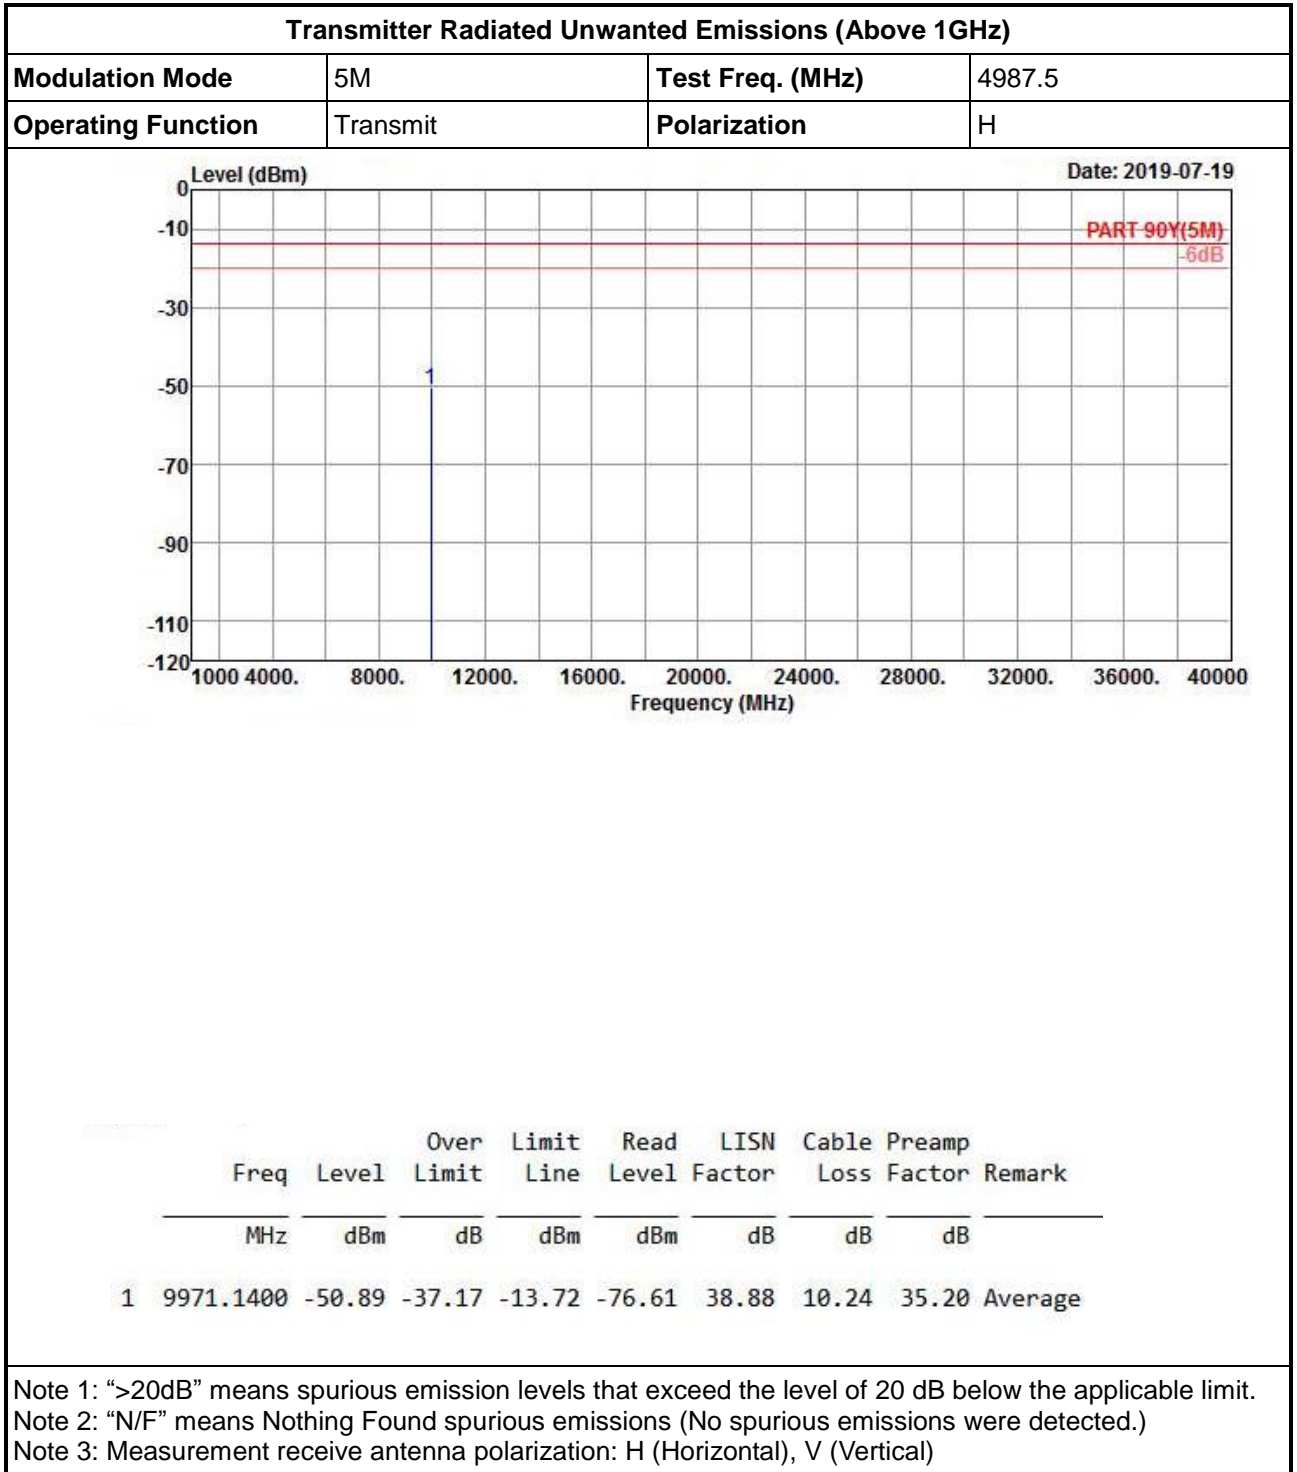 Transmitter Radiated Unwanted Emissions (Above 1GHz)
Modulation Mode 5M Test Freq. (MHz) 4987.5
Operating Function Transmit Polarization H
Level (dBm) Date: 2019-07-19
0
-10
PART 90Y(5M)
-6dB
-30
1
-50
-70
-90
-110
-120
1000 4000. 8000. 12000. 16000. 20000. 24000. 28000. 32000. 36000. 40000
Frequency (MHz)
Over Limit Read LISN Cable Preamp
Freq Level Limit Line Level Factor Loss Factor Remark
MHz dBm dB dBm dBm dB dB dB
1 9971.1400 -50.89 -37.17 -13.72 -76.61 38.88 10.24 35.20 Average
Note 1: “>20dB” means spurious emission levels that exceed the level of 20 dB below the applicable limit.
Note 2: “N/F” means Nothing Found spurious emissions (No spurious emissions were detected.)
Note 3: Measurement receive antenna polarization: H (Horizontal), V (Vertical)